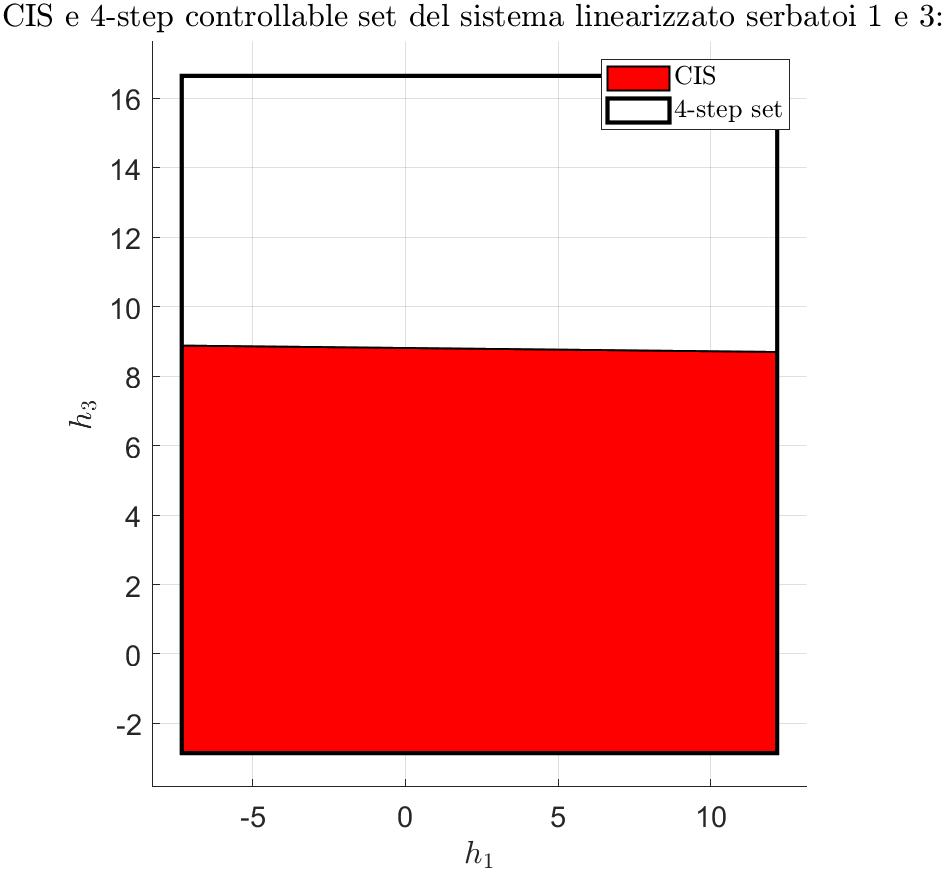 CIS e 4-step controllable set del sistema linearizzato serbatoi 1 e 3:
CIS
4-step set
16
14
12
10
8
6
4
2
0
-2
h3
-5 0 5 10
h1